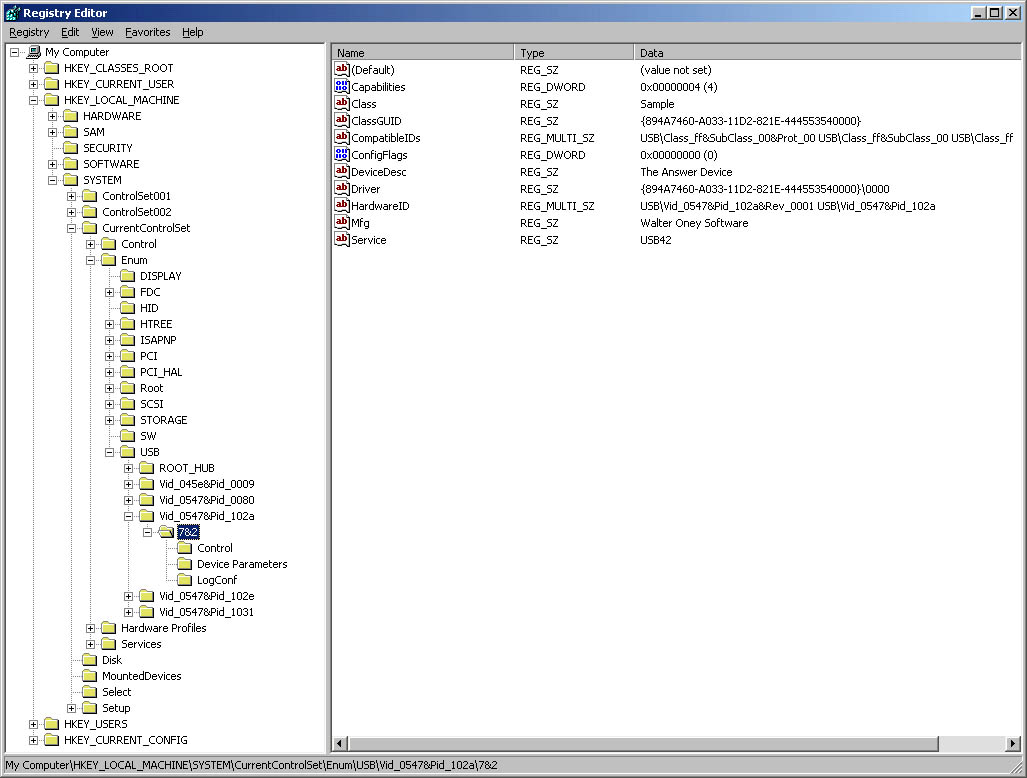 Registry Editor
Registry Edit View Favorites Help
My Computer
HKEY_CLASSES_ROOT
HKEY_CURRENT_USER
HKEY_LOCAL_MACHINE
HARDWARE
SAM
SECURITY
SOFTWARE
SYSTEM
ControlSet001
ControlSet002
CurrentControlSet
Control
Enum
DISPLAY
FDC
HID
HTREE
ISAPNP
PCI
PCI_HAL
Root
SCSI
STORAGE
SW
USB
ROOT_HUB
Vid_045e&Pid_0009
Vid_0547&Pid_0080
Vid_0547&Pid_102a
7&2
Control
Device Parameters
LogConf
Vid_0547&Pid_102e
Vid_0547&Pid_1031
Hardware Profiles
Services
Disk
MountedDevices
Select
Setup
HKEY_USERS
HKEY_CURRENT_CONFIG
Name Type Data
(Default) REG_SZ (value not set)
Capabilities REG_DWORD 0x00000004 (4)
Class REG_SZ Sample
ClassGUID REG_SZ {894A7460-A033-11D2-821E-444553540000}
CompatibleIDs REG_MULTI_SZ USB\Class_ff&SubClass_00&Prot_00 USB\Class_ff&SubClass_00 USB\Class_ff
ConfigFlags REG_DWORD 0x00000000 (0)
DeviceDesc REG_SZ The Answer Device
Driver REG_SZ {894A7460-A033-11D2-821E-444553540000}\0000
HardwareID REG_MULTI_SZ USB\Vid_0547&Pid_102a&Rev_0001 USB\Vid_0547&Pid_102a
Mfg REG_SZ Walter Oney Software
Service REG_SZ USB42
My Computer\HKEY_LOCAL_MACHINE\SYSTEM\CurrentControlSet\Enum\USB\Vid_0547&Pid_102a\7&2